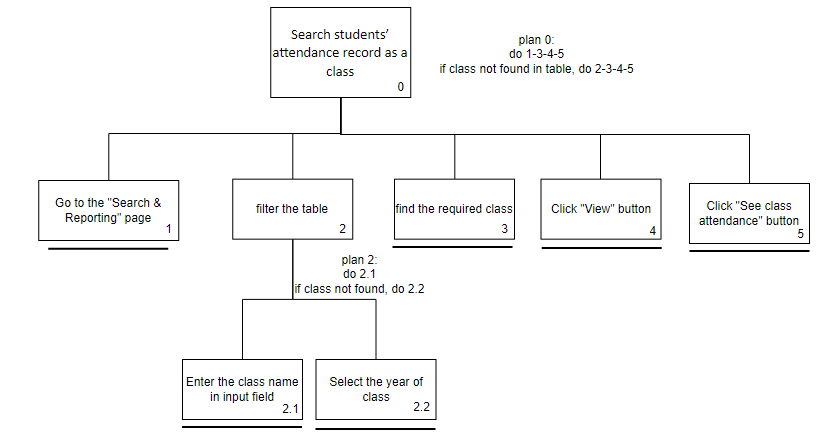 Search students'
attendance record as a
class
0
plan 0:
do 1-3-4-5
if class not found in table, do 2-3-4-5
Go to the "Search &
Reporting" page
1
filter the table
2
find the required class
3
Click "View" button
4
Click "See class
attendance" button
5
plan 2:
do 2.1
if class not found, do 2.2
Enter the class name
in input field
2.1
Select the year of
class
2.2